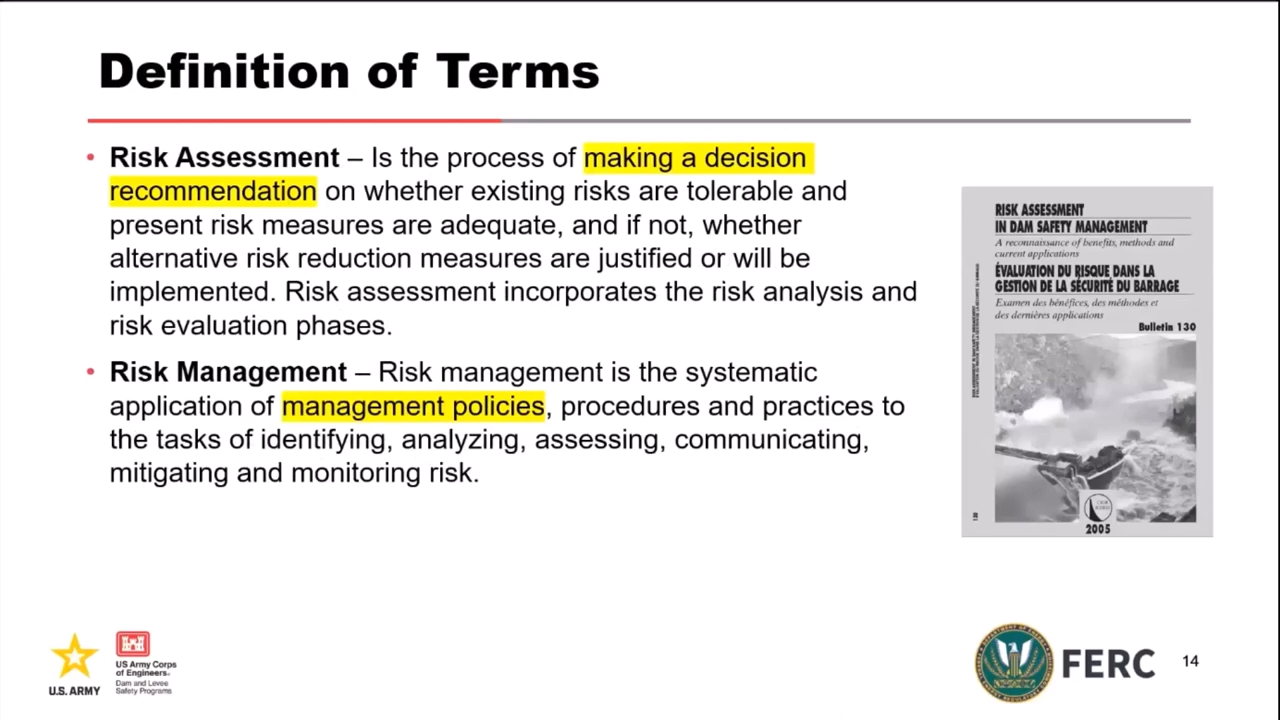 Definition of Terms
• Risk Assessment – Is the process of making a decision
recommendation on whether existing risks are tolerable and
present risk measures are adequate, and if not, whether
alternative risk reduction measures are justified or will be
implemented. Risk assessment incorporates the risk analysis and
risk evaluation phases.
• Risk Management – Risk management is the systematic
application of management policies, procedures and practices to
the tasks of identifying, analyzing, assessing, communicating,
mitigating and monitoring risk.
RISK ASSESSMENT
IN DAM SAFETY MANAGEMENT
A reconnaissance of benefits, methods and
current applications
ÉVALUATION DU RISQUE DANS LA
GESTION DE LA SÉCURITÉ DU BARRAGE
Examen des bénéfices, des méthodes et
des dernières applications
Bulletin 130
130
2005
U.S. ARMY
US Army Corps
of Engineers®
Dam and Levee
Safety Programs
FERC
14